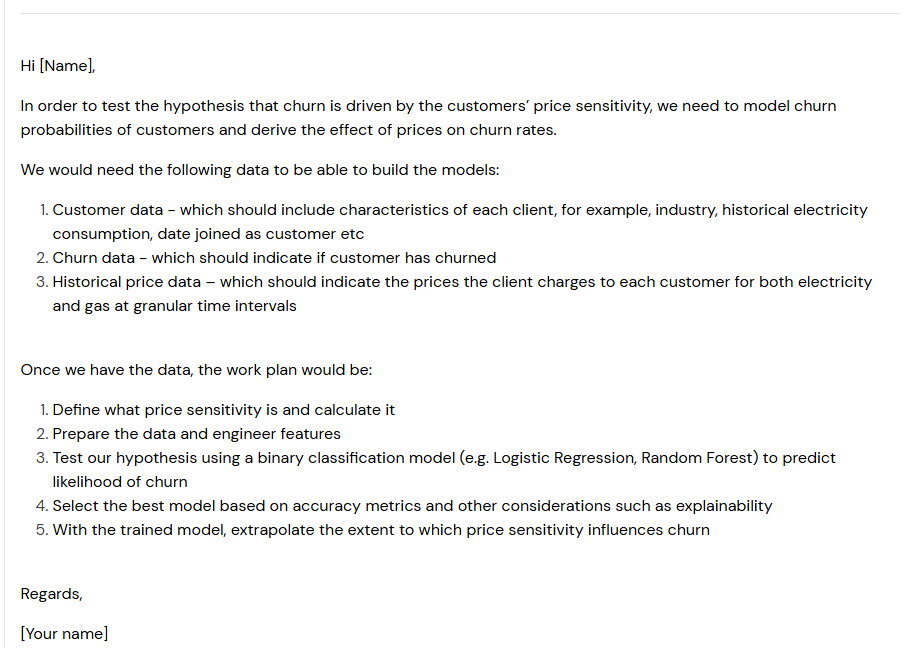 Hi [Name],
In order to test the hypothesis that churn is driven by the customers’ price sensitivity, we need to model churn
probabilities of customers and derive the effect of prices on churn rates.
We would need the following data to be able to build the models:
1. Customer data - which should include characteristics of each client, for example, industry, historical electricity
consumption, date joined as customer etc
2. Churn data - which should indicate if customer has churned
3. Historical price data – which should indicate the prices the client charges to each customer for both electricity
and gas at granular time intervals
Once we have the data, the work plan would be:
1. Define what price sensitivity is and calculate it
2. Prepare the data and engineer features
3. Test our hypothesis using a binary classification model (e.g. Logistic Regression, Random Forest) to predict
likelihood of churn
4. Select the best model based on accuracy metrics and other considerations such as explainability
5. With the trained model, extrapolate the extent to which price sensitivity influences churn
Regards,
[Your name]